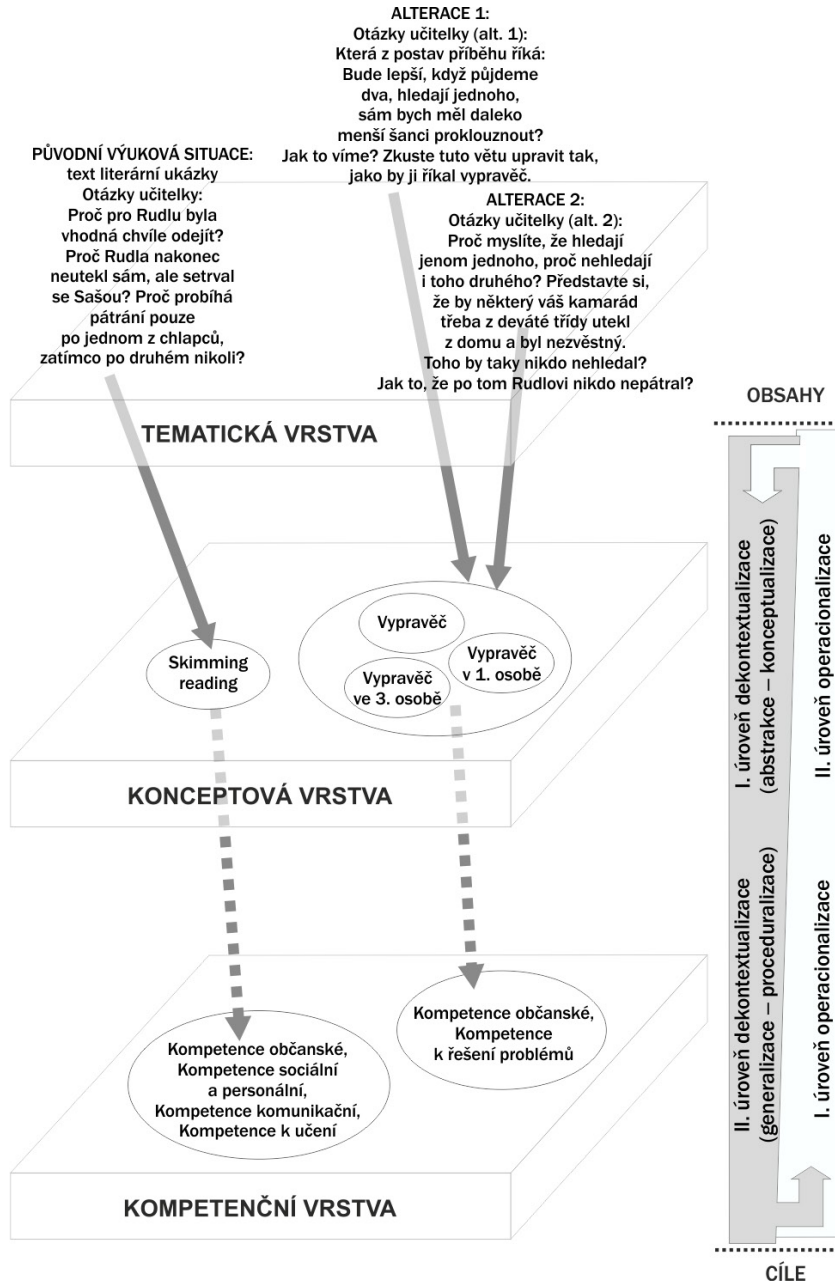 ALTERACE 1:
Otázky učitelky (alt. 1):
Která z postav příběhu říká:
Bude lepší, když půjdeme
dva, hledají jednoho,
sám bych měl daleko
menší šanci proklouznout?
Jak to víme? Zkuste tuto větu upravit tak,
jako by ji říkal vypravěč.
PŮVODNÍ VÝUKOVÁ SITUACE:
text literární ukázky
Otázky učitelky:
Proč pro Rudlu byla
vhodná chvíle odejít?
Proč Rudla nakonec
neutekl sám, ale setrval
se Sašou? Proč probíhá
pátrání pouze
po jednom z chlapců,
zatímco po druhém nikoli?
ALTERACE 2:
Otázky učitelky (alt. 2):
Proč myslíte, že hledají
jenom jednoho, proč nehledají
i toho druhého? Představte si,
že by některý váš kamarád
třeba z deváté třídy utekl
z domu a byl nezvěstný.
Toho by taky nikdo nehledal?
Jak to, že po tom Rudlovi nikdo nepátral?
TEMATICKÁ VRSTVA
Skimming
reading
Vypravěč
Vypravěč
v 1. osobě
Vypravěč
ve 3. osobě
KONCEPTOVÁ VRSTVA
Kompetence občanské,
Kompetence sociální
a personální,
Kompetence komunikační,
Kompetence k učení
Kompetence občanské,
Kompetence
k řešení problémů
KOMPETENČNÍ VRSTVA
OBSAHY
I. úroveň dekontextualizace
(abstrakce – konceptualizace)
II. úroveň operacionalizace
II. úroveň dekontextualizace
(generalizace – proceduralizace)
I. úroveň operacionalizace
CÍLE